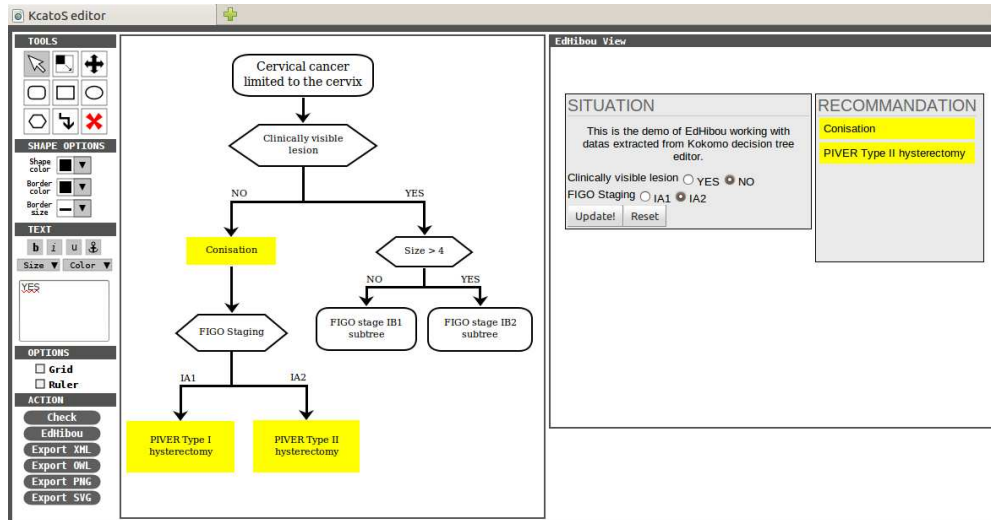 KcatoS editor
TOOLS
SHAPE OPTIONS
Shape
color
Border
color
Border
size
TEXT
b i u
Size Color
YES
OPTIONS
Grid
Ruler
ACTION
Check
EdHibou
Export XML
Export OWL
Export PNG
Export SVG
Cervical cancer
limited to the cervix
Clinically visible
lesion
NO YES
Conisation
Size > 4
NO YES
FIGO Staging
FIGO stage IB1
subtree
FIGO stage IB2
subtree
IA1 IA2
PIVER Type I
hysterectomy
PIVER Type II
hysterectomy
EdHibou View
SITUATION
This is the demo of EdHibou working with
datas extracted from Kokomo decision tree
editor.
Clinically visible lesion YES NO
FIGO Staging IA1 IA2
Update! Reset
RECOMMANDATION
Conisation
PIVER Type II hysterectomy